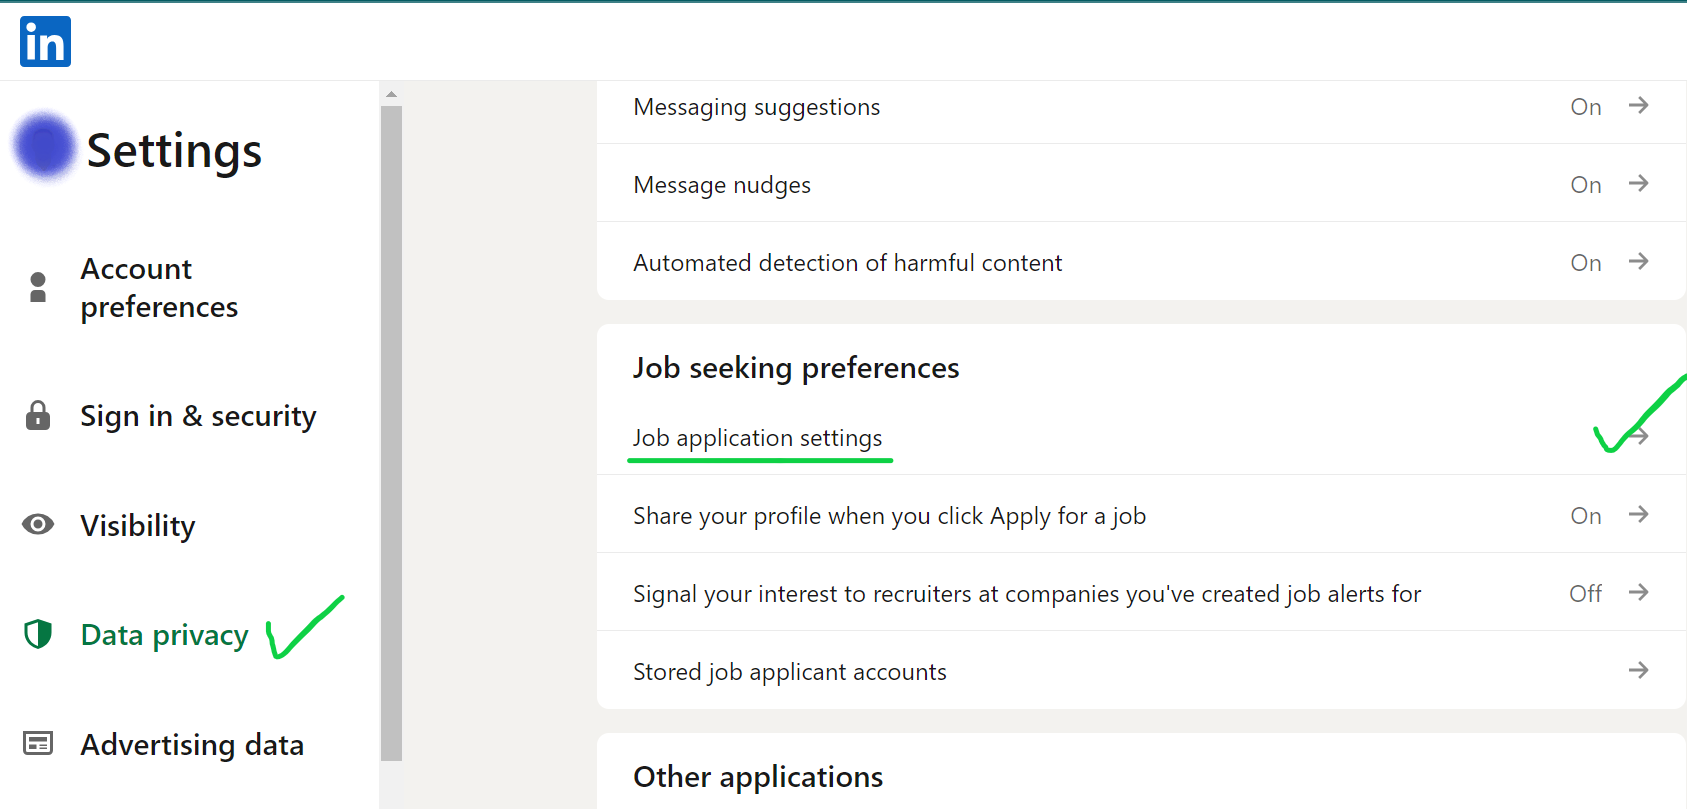 in
Settings
Account
preferences
Sign in & security
Visibility
Data privacy
Advertising data
Messaging suggestions On
Message nudges On
Automated detection of harmful content On
Job seeking preferences
Job application settings
Share your profile when you click Apply for a job On
Signal your interest to recruiters at companies you've created job alerts for Off
Stored job applicant accounts
Other applications